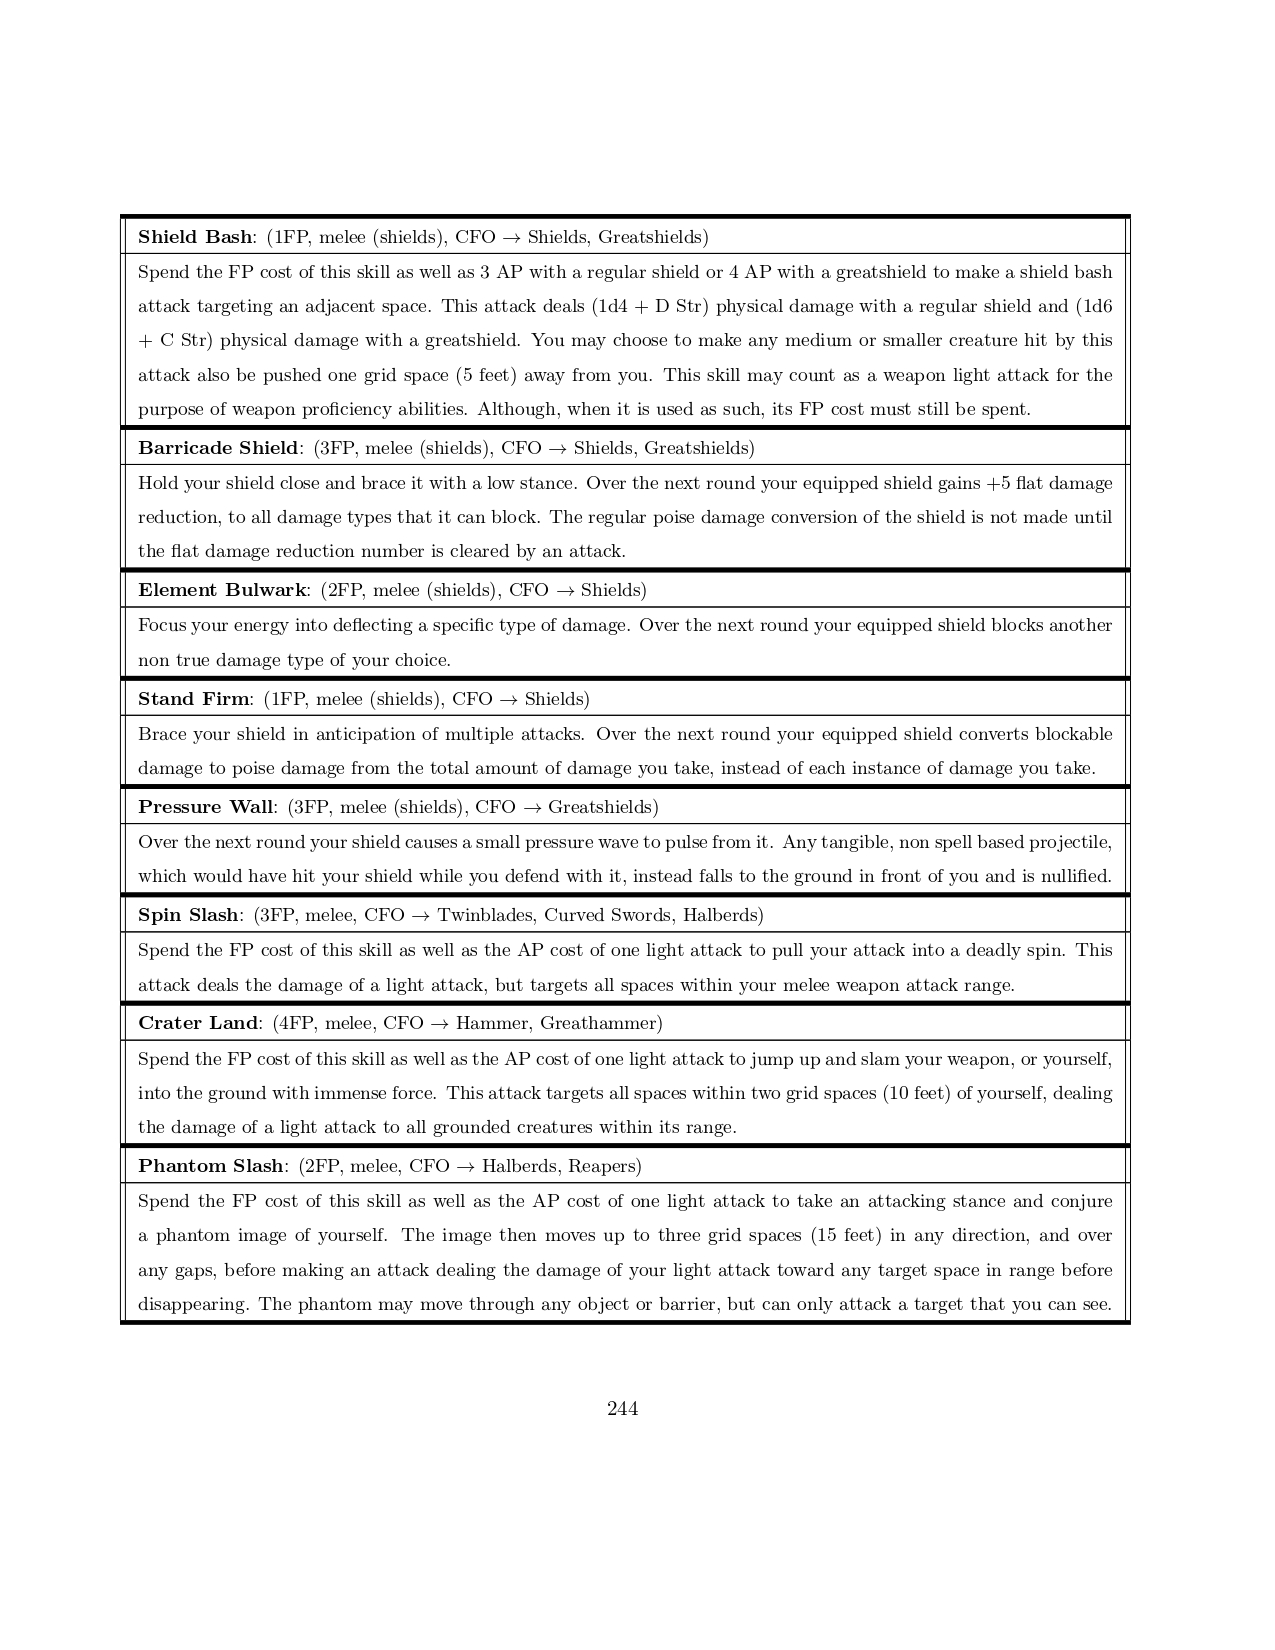 Shield Bash: (1FP, melee (shields), CFO → Shields, Greatshields)
Spend the FP cost of this skill as well as 3 AP with a regular shield or 4 AP with a greatshield to make a shield bash
attack targeting an adjacent space. This attack deals (1d4 + D Str) physical damage with a regular shield and (1d6
+ C Str) physical damage with a greatshield. You may choose to make any medium or smaller creature hit by this
attack also be pushed one grid space (5 feet) away from you. This skill may count as a weapon light attack for the
purpose of weapon proficiency abilities. Although, when it is used as such, its FP cost must still be spent.
Barricade Shield: (3FP, melee (shields), CFO → Shields, Greatshields)
Hold your shield close and brace it with a low stance. Over the next round your equipped shield gains +5 flat damage
reduction, to all damage types that it can block. The regular poise damage conversion of the shield is not made until
the flat damage reduction number is cleared by an attack.
Element Bulwark: (2FP, melee (shields), CFO → Shields)
Focus your energy into deflecting a specific type of damage. Over the next round your equipped shield blocks another
non true damage type of your choice.
Stand Firm: (1FP, melee (shields), CFO → Shields)
Brace your shield in anticipation of multiple attacks. Over the next round your equipped shield converts blockable
damage to poise damage from the total amount of damage you take, instead of each instance of damage you take.
Pressure Wall: (3FP, melee (shields), CFO → Greatshields)
Over the next round your shield causes a small pressure wave to pulse from it. Any tangible, non spell based projectile,
which would have hit your shield while you defend with it, instead falls to the ground in front of you and is nullified.
Spin Slash: (3FP, melee, CFO → Twinblades, Curved Swords, Halberds)
Spend the FP cost of this skill as well as the AP cost of one light attack to pull your attack into a deadly spin. This
attack deals the damage of a light attack, but targets all spaces within your melee weapon attack range.
Crater Land: (4FP, melee, CFO → Hammer, Greathammer)
Spend the FP cost of this skill as well as the AP cost of one light attack to jump up and slam your weapon, or yourself,
into the ground with immense force. This attack targets all spaces within two grid spaces (10 feet) of yourself, dealing
the damage of a light attack to all grounded creatures within its range.
Phantom Slash: (2FP, melee, CFO → Halberds, Reapers)
Spend the FP cost of this skill as well as the AP cost of one light attack to take an attacking stance and conjure
a phantom image of yourself. The image then moves up to three grid spaces (15 feet) in any direction, and over
any gaps, before making an attack dealing the damage of your light attack toward any target space in range before
disappearing. The phantom may move through any object or barrier, but can only attack a target that you can see.
244